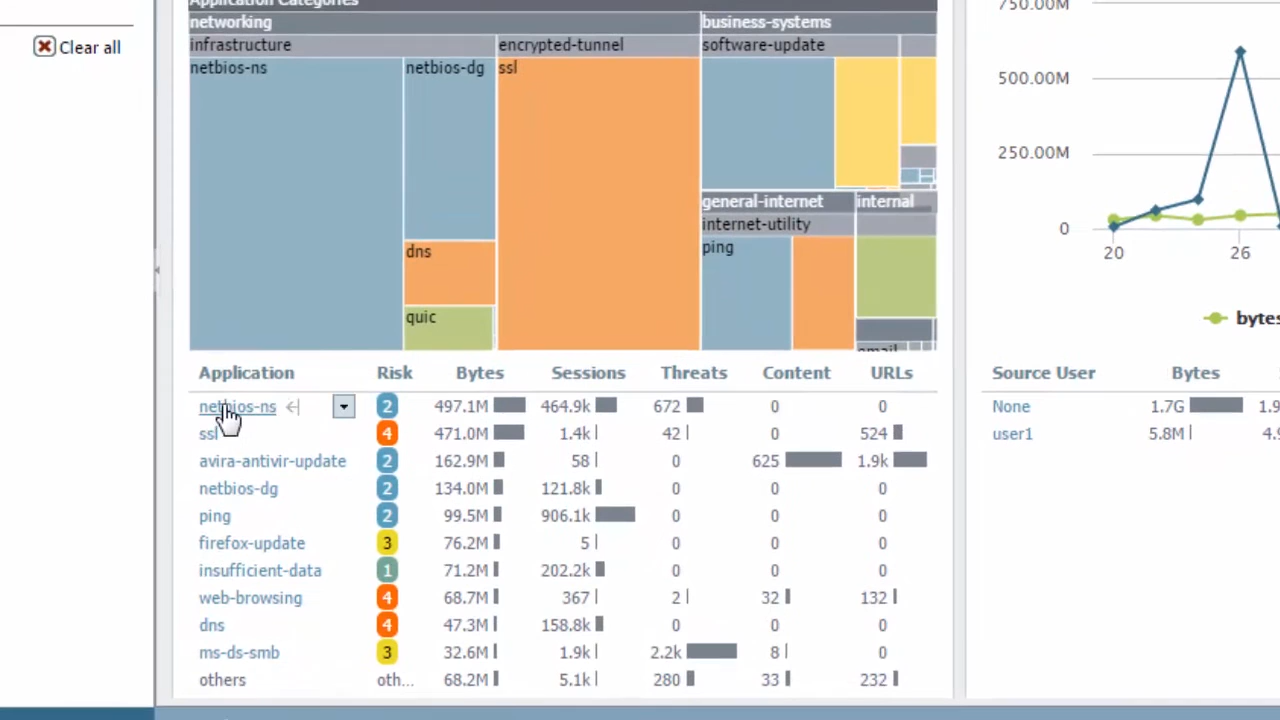 Application Categories
networking
business-systems
infrastructure
encrypted-tunnel
software-update
netbios-ns
netbios-dg
ssl
dns
quic
general-internet
internal
internet-utility
ping
email
Clear all
Application Risk Bytes Sessions Threats Content URLs
netbios-ns 2 497.1M 464.9k 672 0 0
ssl 4 471.0M 1.4k 42 0 524
avira-antivir-update 2 162.9M 58 0 625 1.9k
netbios-dg 2 134.0M 121.8k 0 0 0
ping 2 99.5M 906.1k 0 0 0
firefox-update 3 76.2M 5 0 0 0
insufficient-data 1 71.2M 202.2k 0 0 0
web-browsing 4 68.7M 367 2 32 132
dns 4 47.3M 158.8k 0 0 0
ms-ds-smb 3 32.6M 1.9k 2.2k 8 0
others oth... 68.2M 5.1k 280 33 232
750.00M
500.00M
250.00M
0
20 26
bytes
Source User Bytes
None 1.7G 1.9
user1 5.8M 4.9